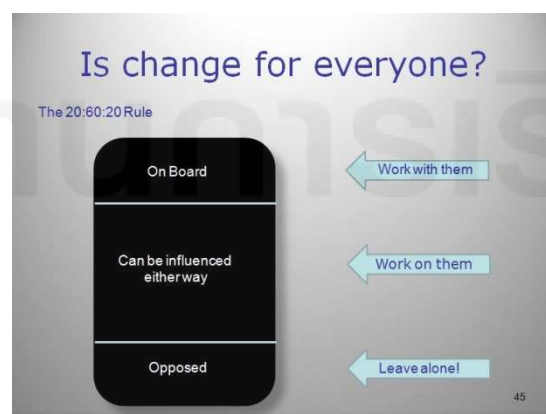 Is change for everyone?
The 20:60:20 Rule
On Board
Work with them
Can be influenced
either way
Work on them
Opposed
Leave alone!
45